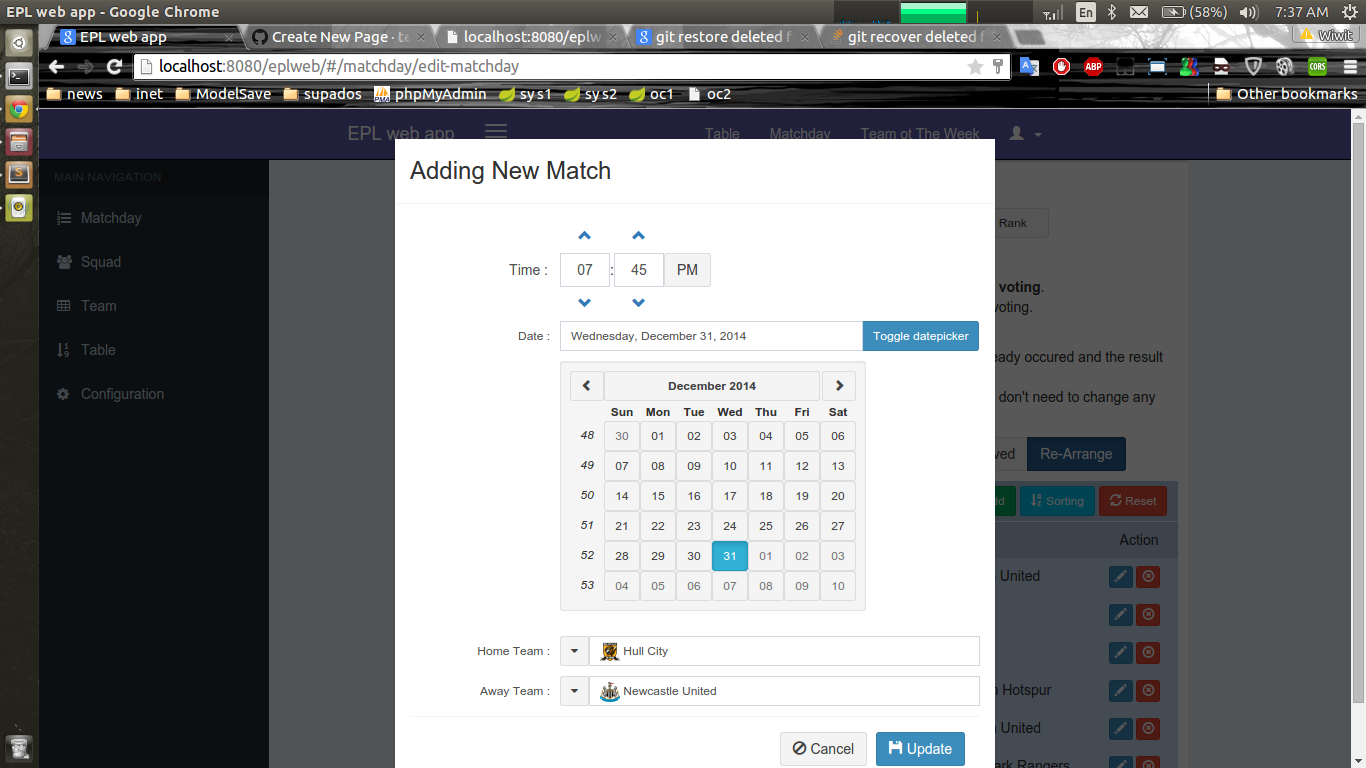 EPL web app - Google Chrome
En (58%) 7:37 AM
EPL web app Create New Page · te localhost:8080/eplw git restore deleted f git recover deleted f Wiwit
localhost:8080/eplweb/#/matchday/edit-matchday
ABP CORS
news inet ModelSave supados phpMyAdmin sys1 sys2 oc1 oc2 Other bookmarks
EPL web app Table Matchday Team of The Week
MAIN NAVIGATION
Matchday
Squad
Team
Table
Configuration
Adding New Match
Rank
Time : 07 : 45 PM
voting.
voting.
Date : Wednesday, December 31, 2014 Toggle datepicker
eady occured and the result
don't need to change any
December 2014
Sun Mon Tue Wed Thu Fri Sat
48 30 01 02 03 04 05 06
49 07 08 09 10 11 12 13
50 14 15 16 17 18 19 20
51 21 22 23 24 25 26 27
52 28 29 30 31 01 02 03
53 04 05 06 07 08 09 10
ved Re-Arrange
dd Sorting Reset
Action
United
Hotspur
United
rk Rangers
Home Team : Hull City
Away Team : Newcastle United
Cancel Update